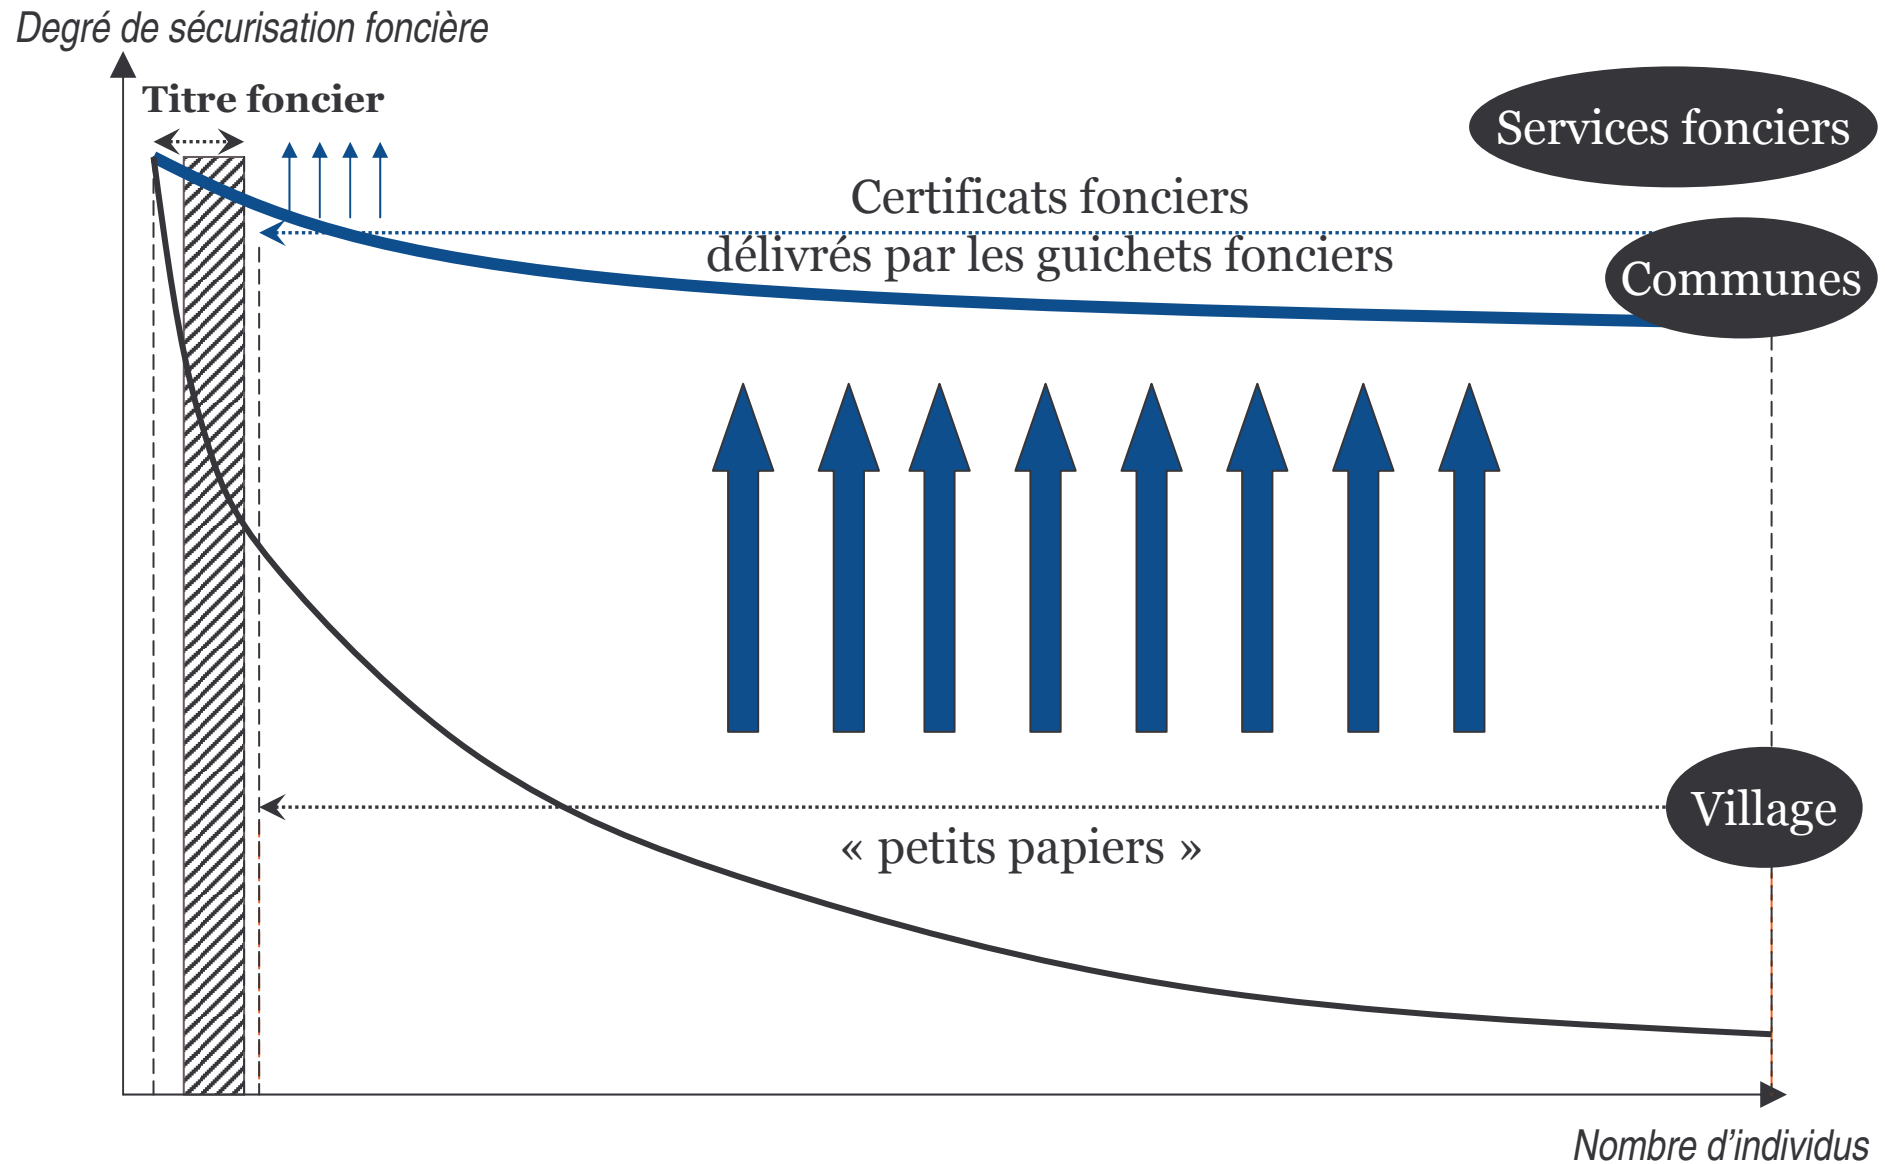 Degré de sécurisation foncière
Titre foncier
Services fonciers
Certificats fonciers
délivrés par les guichets fonciers
Communes
Village
« petits papiers »
Nombre d'individus